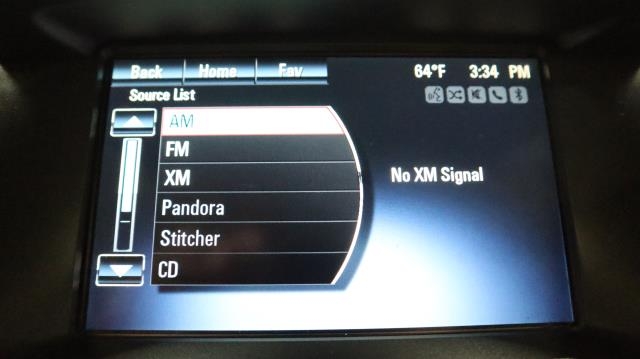 Back Home Fav 64°F 3:34 PM
Source List
AM
FM
XM
No XM Signal
Pandora
Stitcher
CD